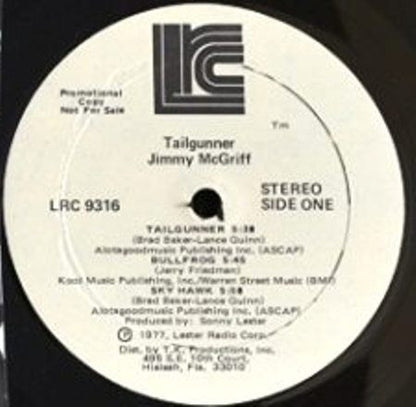 LRC
Promotional
Copy
Not For Sale
Tm
Tailgunner
Jimmy McGriff
LRC 9316
STEREO
SIDE ONE
TAILGUNNER 5:38
(Brad Baker-Lance Quinn)
Alotagoodmusic Publishing Inc. (ASCAP)
BULLFROG 5:45
(Jerry Friedman)
Kool Music Publishing, Inc./Warren Street Music (BMI)
SKY HAWK 5:58
(Brad Baker-Lance Quinn)
Alotagoodmusic Publishing Inc. (ASCAP)
Produced by: Sonny Lester
Ⓟ 1977, Lester Radio Corp.
Dist. by T.K. Productions, Inc.
495 S.E. 10th Court,
Hialeah, Fla. 33010